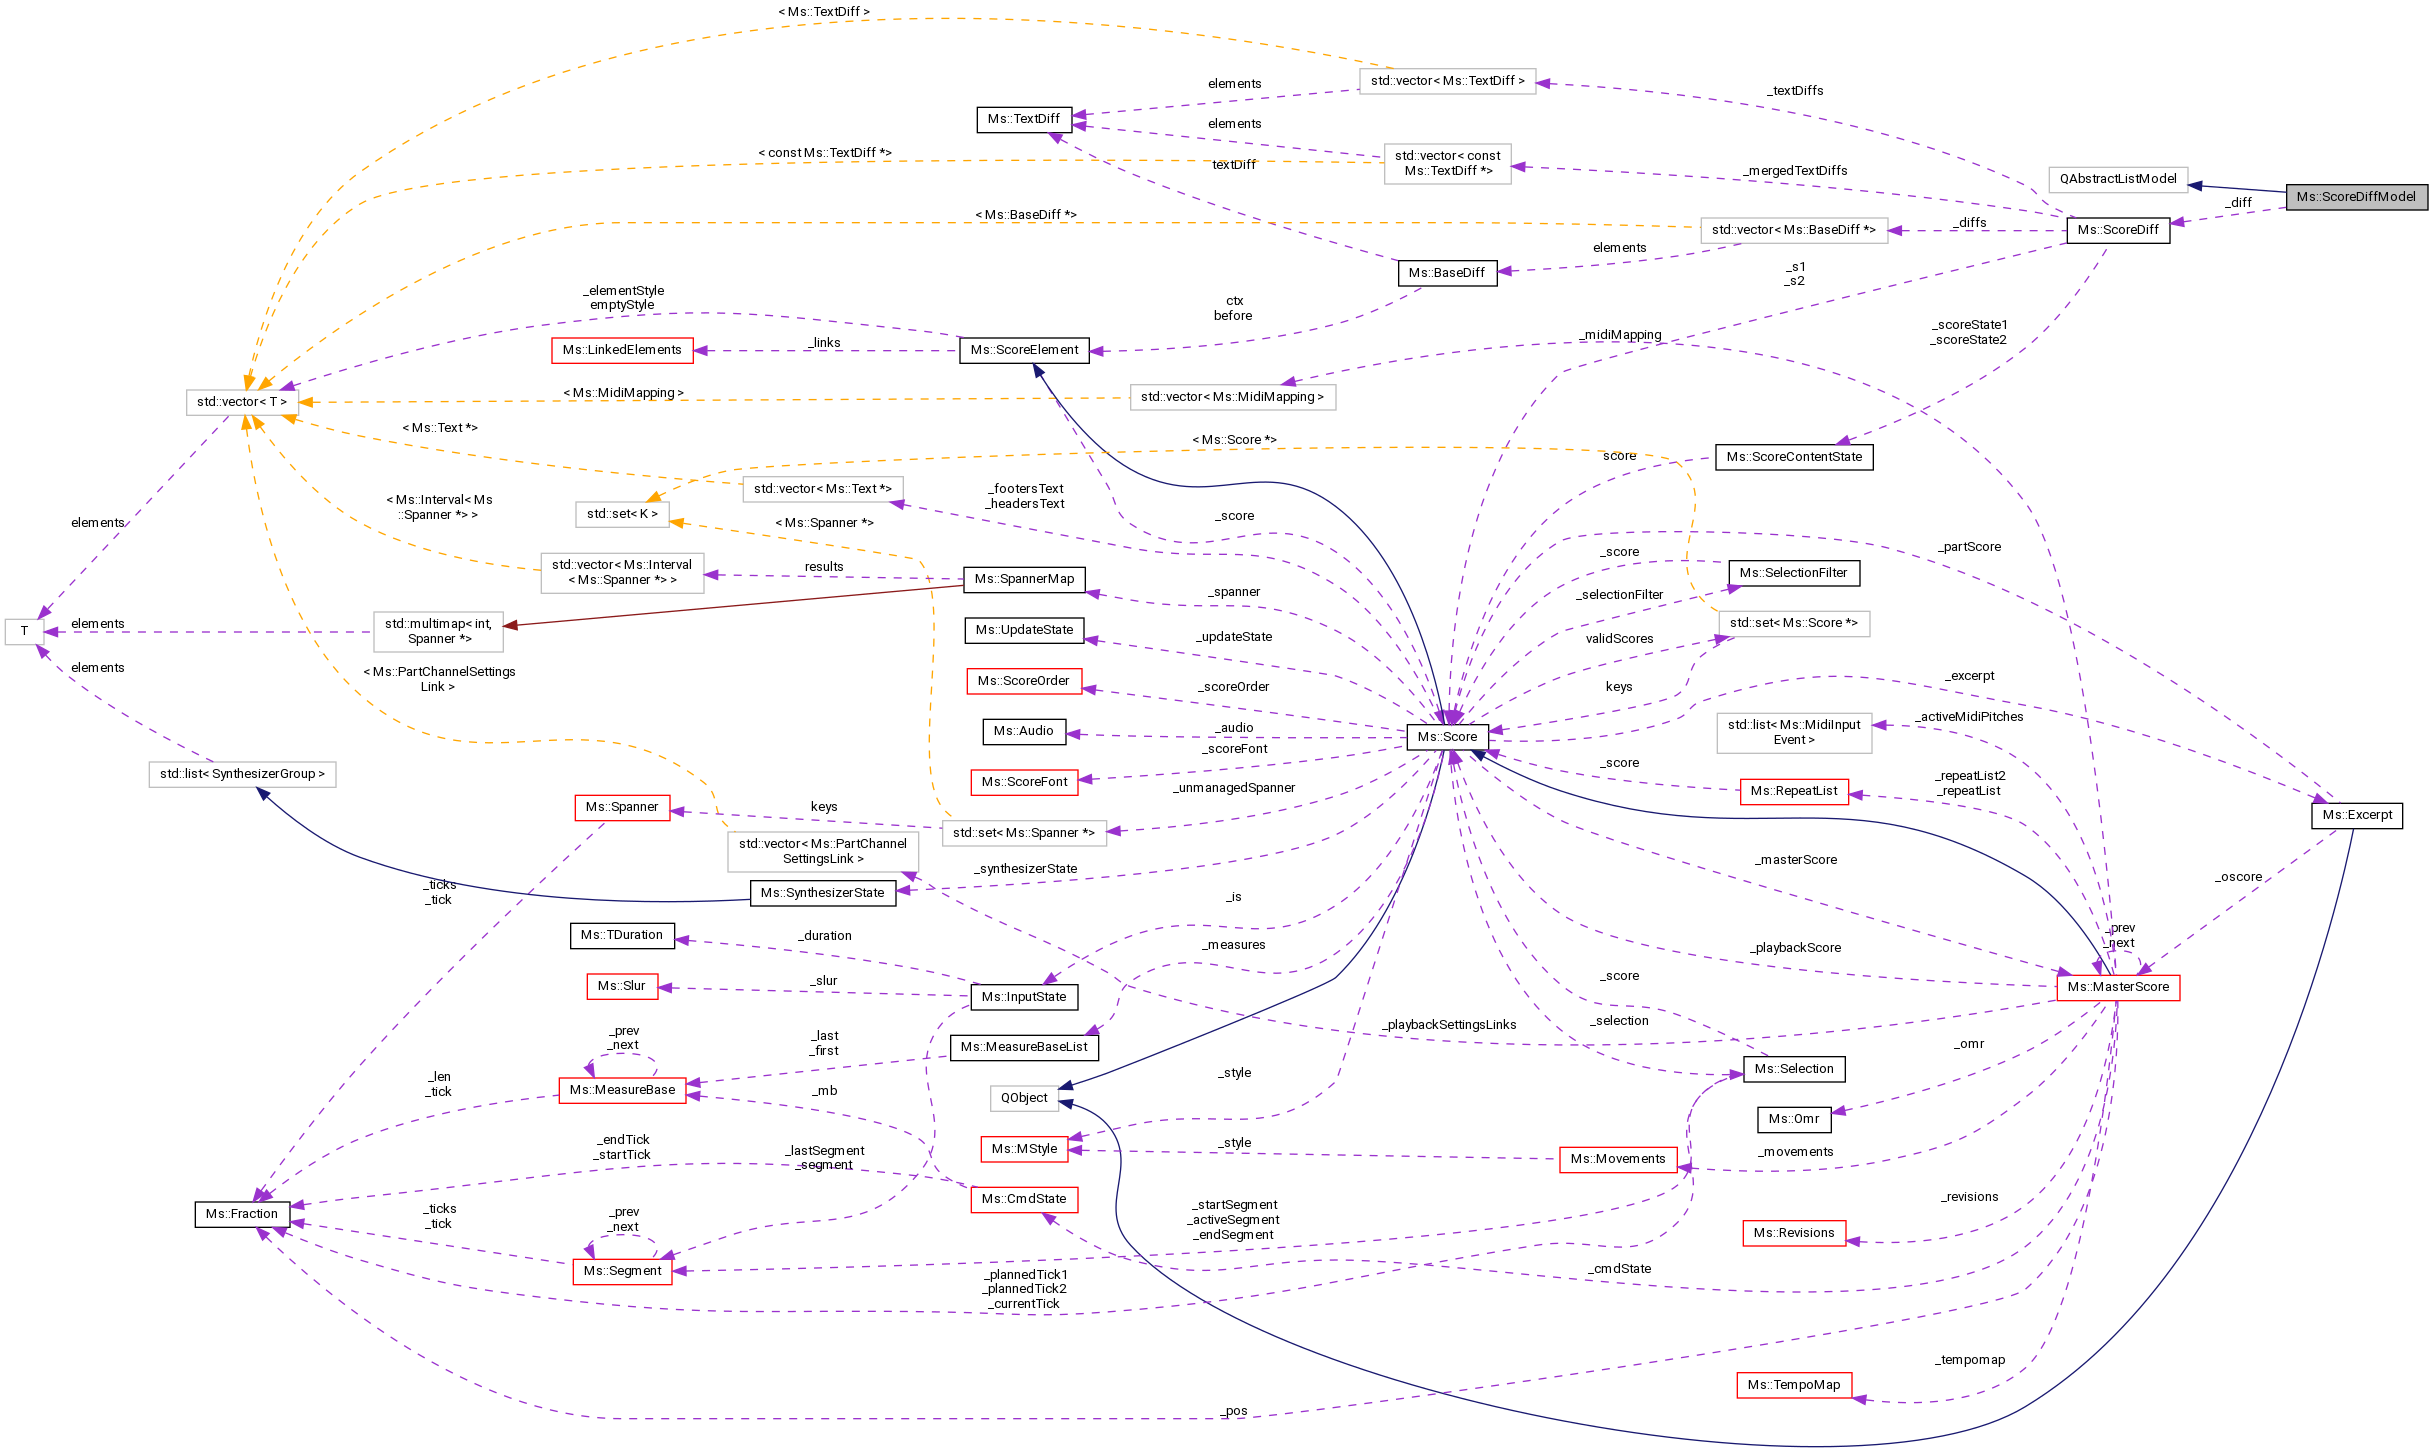 < Ms::TextDiff >
std::vector< Ms::TextDiff >
elements
_textDiffs
Ms::TextDiff
elements
< const Ms::TextDiff *>
textDiff
std::vector< const
Ms::TextDiff *>
_mergedTextDiffs
QAbstractListModel
Ms::ScoreDiffModel
_diff
< Ms::BaseDiff *>
std::vector< Ms::BaseDiff *>
_diffs
Ms::ScoreDiff
elements
Ms::BaseDiff
_s1
_s2
_elementStyle
emptyStyle
ctx
before
_scoreState1
_scoreState2
Ms::LinkedElements
_links
Ms::ScoreElement
_midiMapping
std::vector< T >
< Ms::MidiMapping >
std::vector< Ms::MidiMapping >
< Ms::Text *>
< Ms::Score *>
score
Ms::ScoreContentState
std::vector< Ms::Text *>
_footersText
_headersText
< Ms::Interval< Ms
::Spanner *> >
std::set< K >
< Ms::Spanner *>
_score
elements
_partScore
_score
std::vector< Ms::Interval
< Ms::Spanner *> >
results
Ms::SpannerMap
Ms::SelectionFilter
_spanner
_selectionFilter
T
elements
std::multimap< int,
Spanner *>
Ms::UpdateState
_updateState
validScores
std::set< Ms::Score *>
elements
< Ms::PartChannelSettings
Link >
Ms::ScoreOrder
_scoreOrder
keys
_excerpt
Ms::Audio
_audio
Ms::Score
std::list< Ms::MidiInput
Event >
_activeMidiPitches
_scoreFont
std::list< SynthesizerGroup >
Ms::ScoreFont
_score
Ms::RepeatList
_repeatList2
_repeatList
_unmanagedSpanner
Ms::Spanner
keys
Ms::Excerpt
std::set< Ms::Spanner *>
std::vector< Ms::PartChannel
SettingsLink >
_masterScore
_synthesizerState
_oscore
_ticks
_tick
Ms::SynthesizerState
_is
Ms::TDuration
_duration
_measures
_playbackScore
_prev
_next
Ms::Slur
_slur
Ms::InputState
_score
Ms::MasterScore
_selection
_playbackSettingsLinks
_prev
_next
_last
_first
Ms::MeasureBaseList
_omr
Ms::Selection
_style
_len
_tick
Ms::MeasureBase
_mb
QObject
Ms::Omr
_endTick
_startTick
_lastSegment
_segment
Ms::MStyle
_style
Ms::Movements
_movements
Ms::Fraction
Ms::CmdState
_revisions
_ticks
_tick
_prev
_next
_startSegment
_activeSegment
_endSegment
Ms::Revisions
Ms::Segment
_cmdState
_plannedTick1
_plannedTick2
_currentTick
_tempomap
Ms::TempoMap
_pos